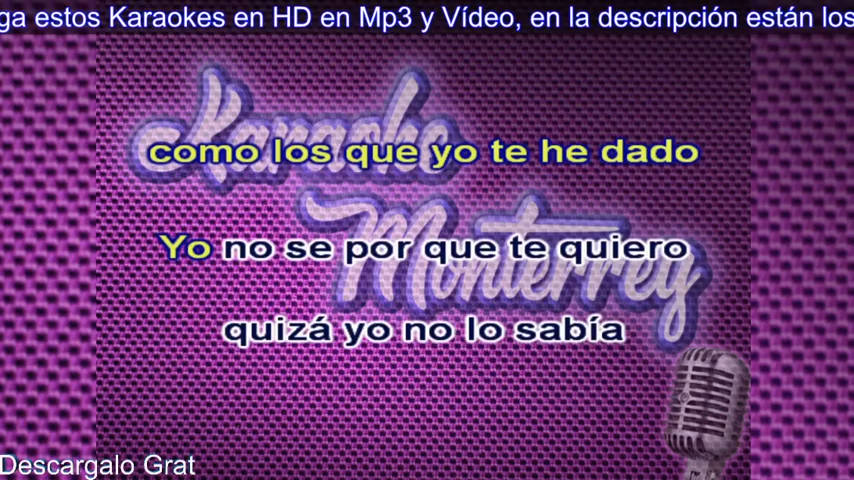 ga estos Karaokes en HD en Mp3 y Vídeo, en la descripción están los
Karaoke
como los que yo te he dado
Monterrey
Yo no se por que te quiero
quizá yo no lo sabía
Descargalo Grat